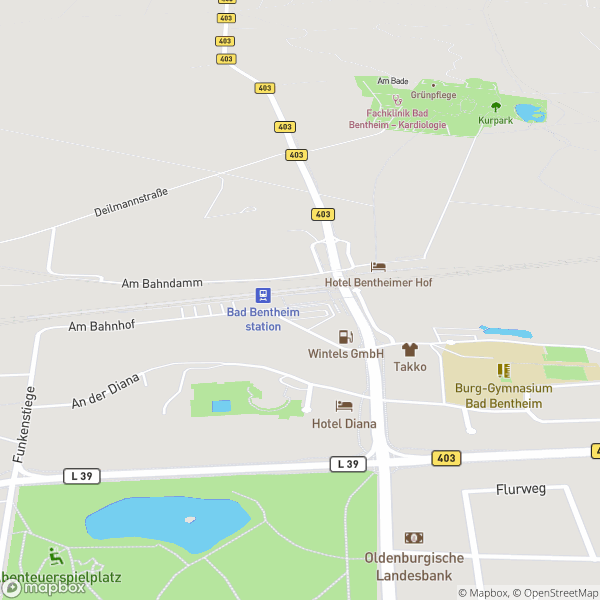 403
403
403
403
403
Am Bade
Grünpflege
Fachklinik Bad
Bentheim - Kardiologie
Kurpark
403
403
Deilmannstraße
403
Am Bahndamm
Hotel Bentheimer Hof
Bad Bentheim
station
Am Bahnhof
Wintels GmbH
Takko
Burg-Gymnasium
Bad Bentheim
An der Diana
Funkenstiege
Hotel Diana
L 39
L 39
403
Flurweg
Oldenburgische
Landesbank
Abenteuerspielplatz
mapbox
© Mapbox, © OpenStreetMap